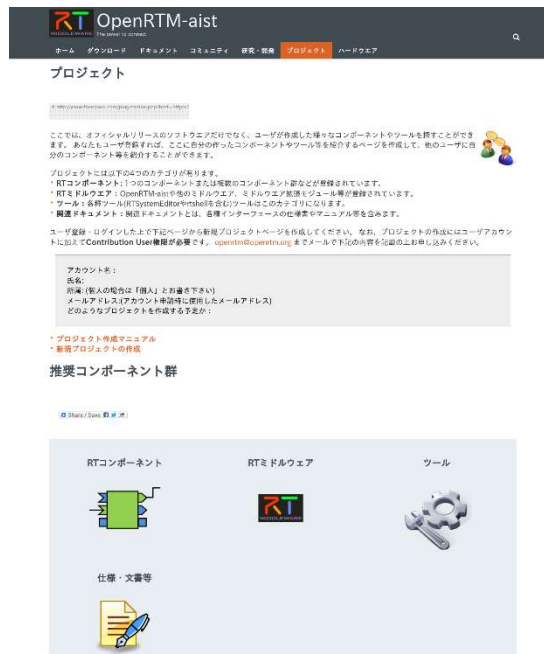 RT
MIDDLEWARE
OpenRTM-aist
The power to connect
ホーム ダウンロード ドキュメント コミュニティ 研究・開発 プロジェクト ハードウエア
プロジェクト
ここでは、オフィシャルリリースのソフトウエアだけでなく、ユーザが作成した様々なコンポーネントやツールを探すことができ
ます。 あなたもユーザ登録すれば、ここに自分の作ったコンポーネントやツール等を紹介するページを作成して、他のユーザに自
分のコンポーネント等を紹介することができます。
プロジェクトには以下の4つのカテゴリが有ります。
・RTコンポーネント: 1つのコンポーネントまたは複数のコンポーネント群などが登録されています。
・RTミドルウエア : OpenRTM-aistや他のミドルウエア、ミドルウエア拡張モジュール等が登録されています。
・ツール : 各種ツール(RTSystemEditorやrtshellを含む)ツールはこのカテゴリになります。
・関連ドキュメント : 関連ドキュメントとは、各種インターフェースの仕様書やマニュアル等を含みます。
ユーザ登録・ログインした上で下記ページから新規プロジェクトページを作成してください。 なお、プロジェクトの作成にはユーザアカウン
トに加えてContribution User権限が必要です。 openrtm@openrtm.org までメールで下記の内容を記載の上お申し込みください。
アカウント名 :
氏名:
所属: (個人の場合は「個人」とお書き下さい)
メールアドレス:(アカウント申請時に使用したメールアドレス)
どのようなプロジェクトを作成する予定か :
・プロジェクト作成マニュアル
・新規プロジェクトの作成
推奨コンポーネント群
Share / Save
RTコンポーネント RTミドルウェア ツール
RT
MIDDLEWARE
仕様・文書等